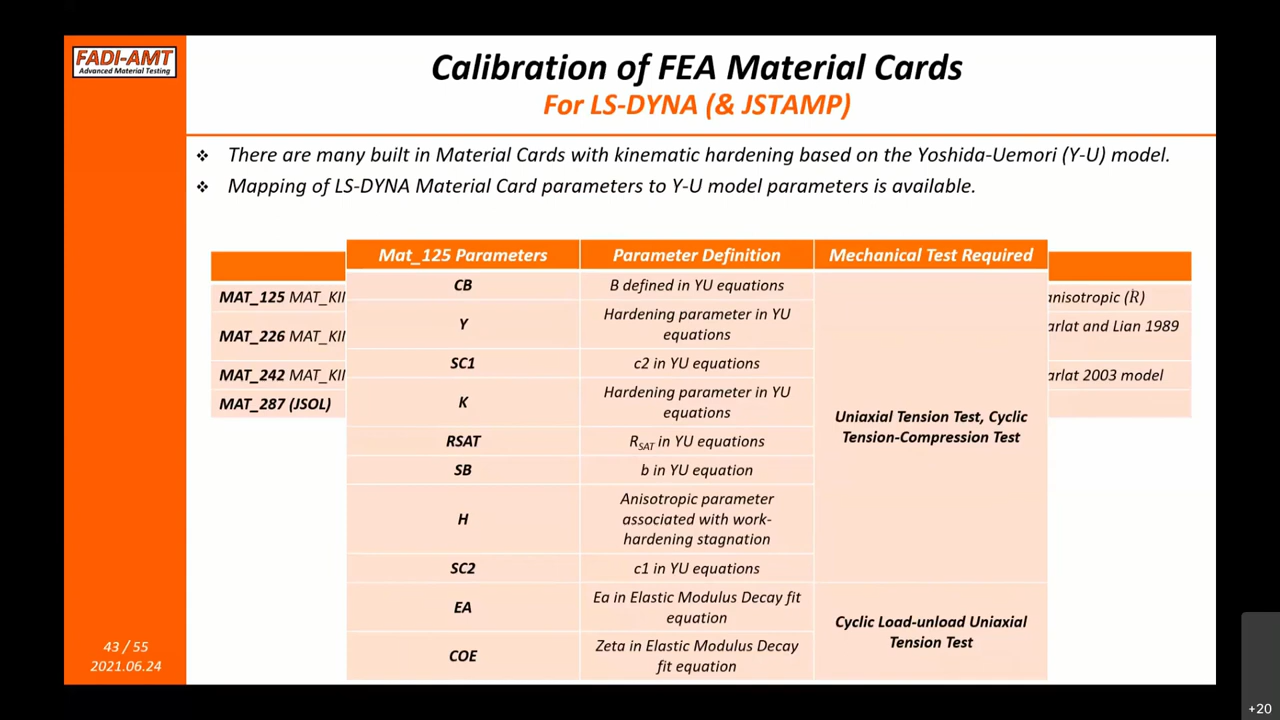 FADI-AMT
Advanced Material Testing
Calibration of FEA Material Cards
For LS-DYNA (& JSTAMP)
❖ There are many built in Material Cards with kinematic hardening based on the Yoshida-Uemori (Y-U) model.
❖ Mapping of LS-DYNA Material Card parameters to Y-U model parameters is available.
MAT_125 MAT_KI
MAT_226 MAT_KI
MAT_242 MAT_KI
MAT_287 (JSOL)
Mat_125 Parameters Parameter Definition Mechanical Test Required
CB B defined in YU equations
Y Hardening parameter in YU
equations
SC1 c2 in YU equations
K Hardening parameter in YU
equations
RSAT RSAT in YU equations
SB b in YU equation
H Anisotropic parameter
associated with work-
hardening stagnation
SC2 c1 in YU equations
Uniaxial Tension Test, Cyclic
Tension-Compression Test
EA Ea in Elastic Modulus Decay fit
equation
COE Zeta in Elastic Modulus Decay
fit equation
Cyclic Load-unload Uniaxial
Tension Test
anisotropic (R)
arlat and Lian 1989
arlat 2003 model
43 / 55
2021.06.24
+20